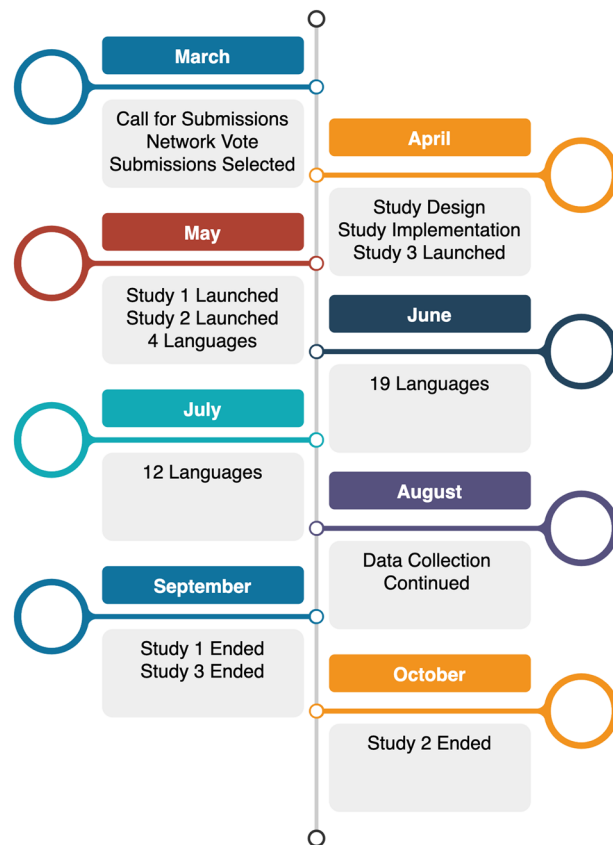 March
Call for Submissions
Network Vote
Submissions Selected
April
Study Design
Study Implementation
Study 3 Launched
May
Study 1 Launched
Study 2 Launched
4 Languages
June
19 Languages
July
12 Languages
August
Data Collection
Continued
September
Study 1 Ended
Study 3 Ended
October
Study 2 Ended